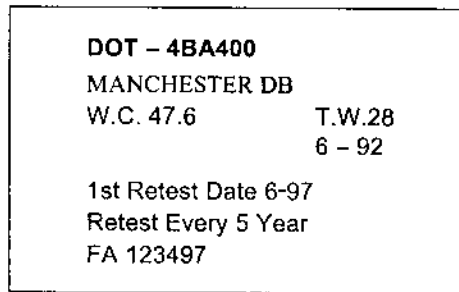 DOT – 4BA400
MANCHESTER DB
W.C. 47.6 T.W.28
6 – 92
1st Retest Date 6-97
Retest Every 5 Year
FA 123497